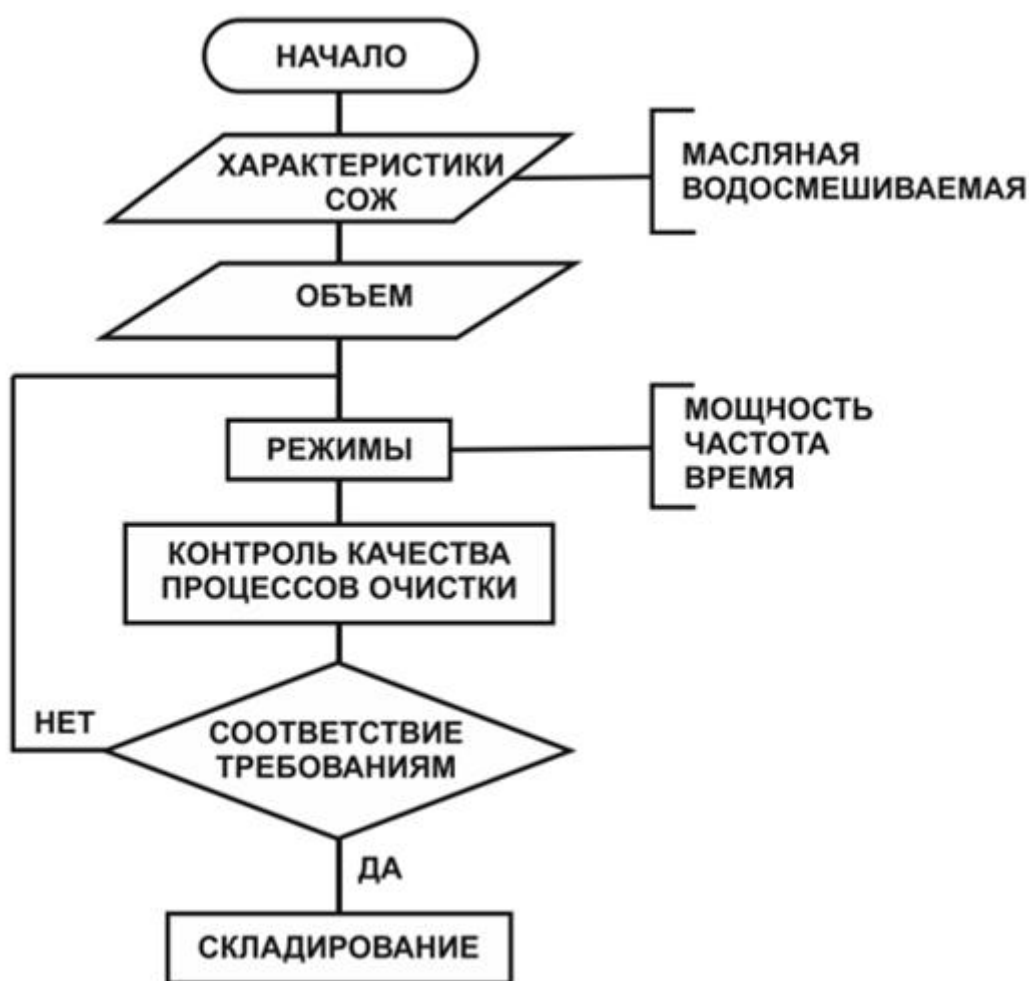 НАЧАЛО
ХАРАКТЕРИСТИКИ
СОЖ
МАСЛЯНАЯ
ВОДОСМЕШИВАЕМАЯ
ОБЪЕМ
РЕЖИМЫ
МОЩНОСТЬ
ЧАСТОТА
ВРЕМЯ
КОНТРОЛЬ КАЧЕСТВА
ПРОЦЕССОВ ОЧИСТКИ
НЕТ
СООТВЕТСТВИЕ
ТРЕБОВАНИЯМ
ДА
СКЛАДИРОВАНИЕ